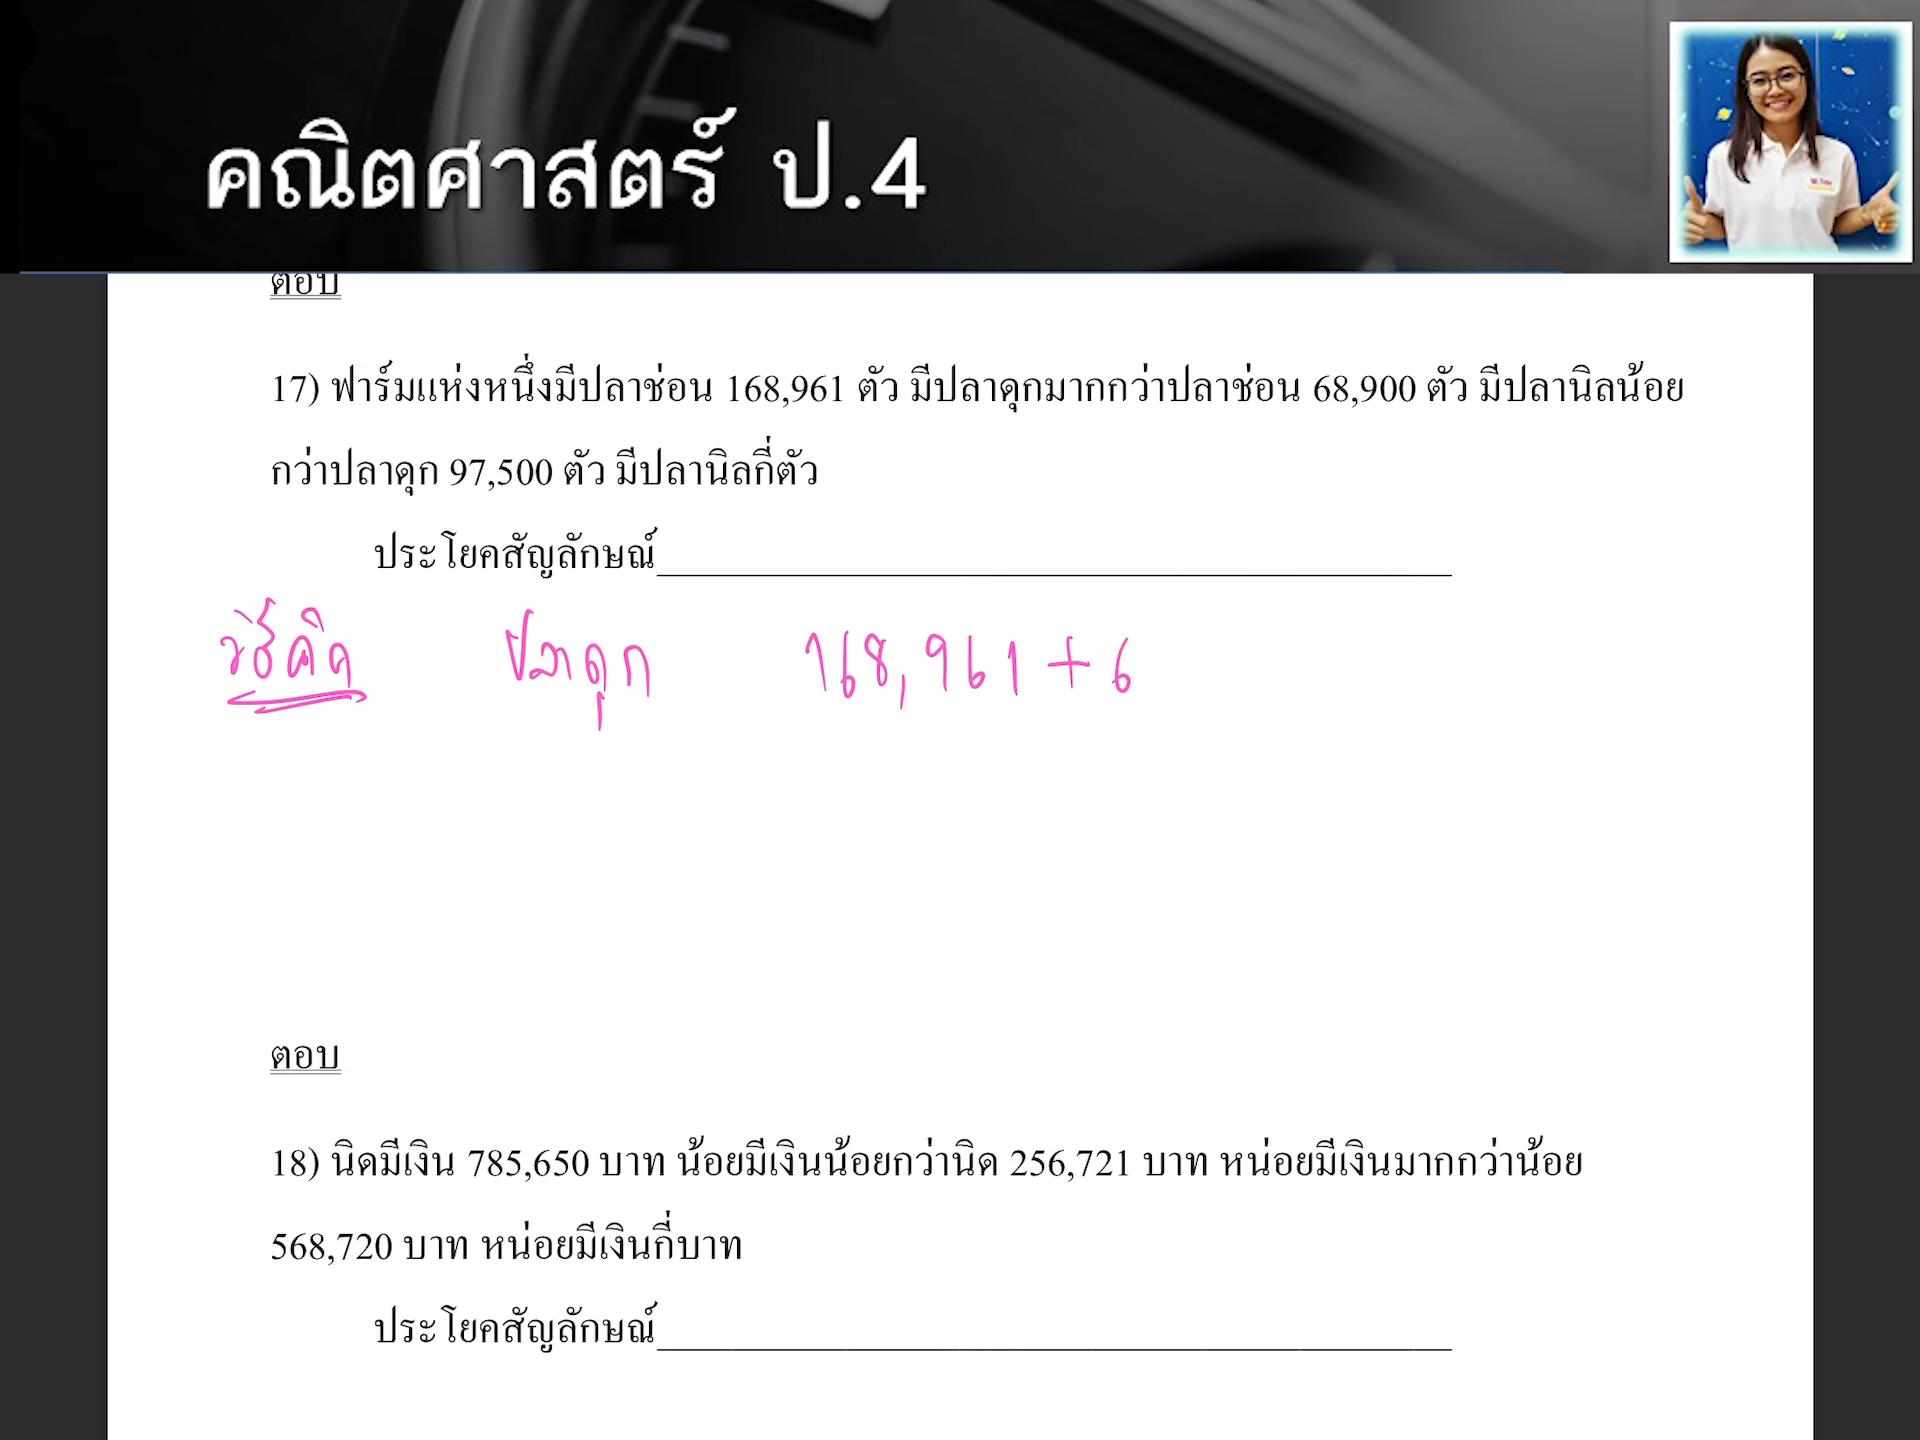 คณิตศาสตร์ ป.4
ตอบ
17) ฟาร์มแห่งหนึ่งมีปลาช่อน 168,961 ตัว มีปลาดุกมากกว่าปลาช่อน 68,900 ตัว มีปลานิลน้อย
กว่าปลาดุก 97,500 ตัว มีปลานิลกี่ตัว
ประโยคสัญลักษณ์
วิธีคิด ปลาดุก 168,961 + 6
ตอบ
18) นิดมีเงิน 785,650 บาท น้อยมีเงินน้อยกว่านิด 256,721 บาท หน่อยมีเงินมากกว่าน้อย
568,720 บาท หน่อยมีเงินกี่บาท
ประโยคสัญลักษณ์